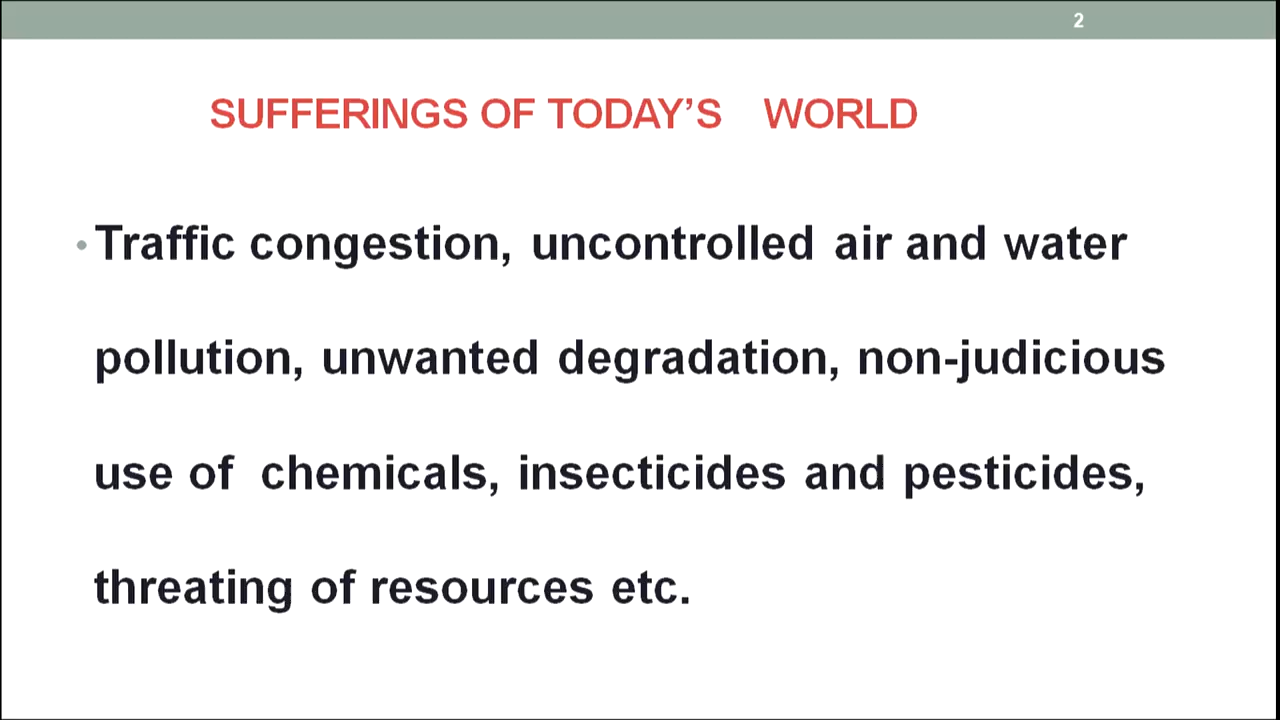 2
SUFFERINGS OF TODAY’S WORLD
• Traffic congestion, uncontrolled air and water
pollution, unwanted degradation, non-judicious
use of chemicals, insecticides and pesticides,
threating of resources etc.